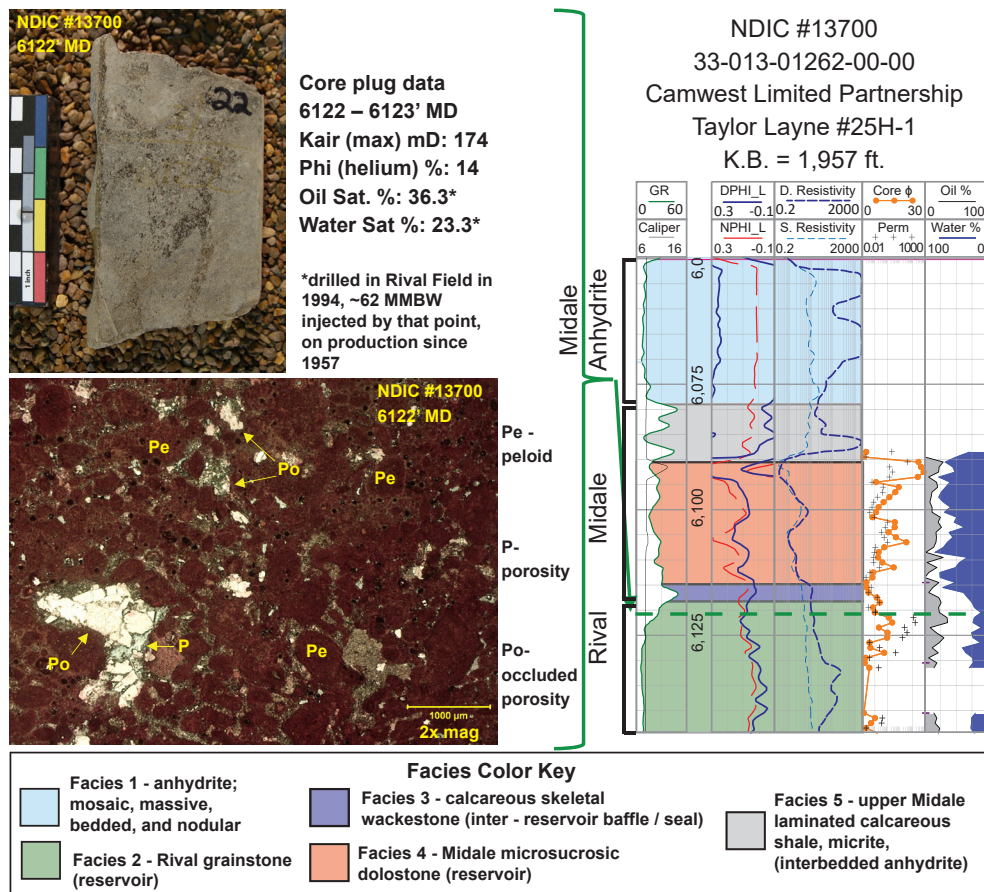 NDIC #13700
6122' MD
22
1 Inch
Core plug data
6122 – 6123' MD
Kair (max) mD: 174
Phi (helium) %: 14
Oil Sat. %: 36.3*
Water Sat %: 23.3*
*drilled in Rival Field in
1994, ~62 MMBW
injected by that point,
on production since
1957
NDIC #13700
6122' MD
Pe
Po
Pe
Po
P
Pe
1000 µm
2x mag
Pe -
peloid
P-
porosity
Po-
occluded
porosity
NDIC #13700
33-013-01262-00-00
Camwest Limited Partnership
Taylor Layne #25H-1
K.B. = 1,957 ft.
GR
0 60
Caliper
6 16
DPHI_L
0.3 -0.1
NPHI_L
0.3 -0.1
D. Resistivity
0.2 2000
S. Resistivity
0.2 2000
Core ϕ
0 30
Perm
0.01 1000
Oil %
0 100
Water %
100 0
Midale
Anhydrite
Midale
Rival
6,0
6,075
6,100
6,125
Facies Color Key
Facies 1 - anhydrite;
mosaic, massive,
bedded, and nodular
Facies 2 - Rival grainstone
(reservoir)
Facies 3 - calcareous skeletal
wackestone (inter - reservoir baffle / seal)
Facies 4 - Midale microsucrosic
dolostone (reservoir)
Facies 5 - upper Midale
laminated calcareous
shale, micrite,
(interbedded anhydrite)